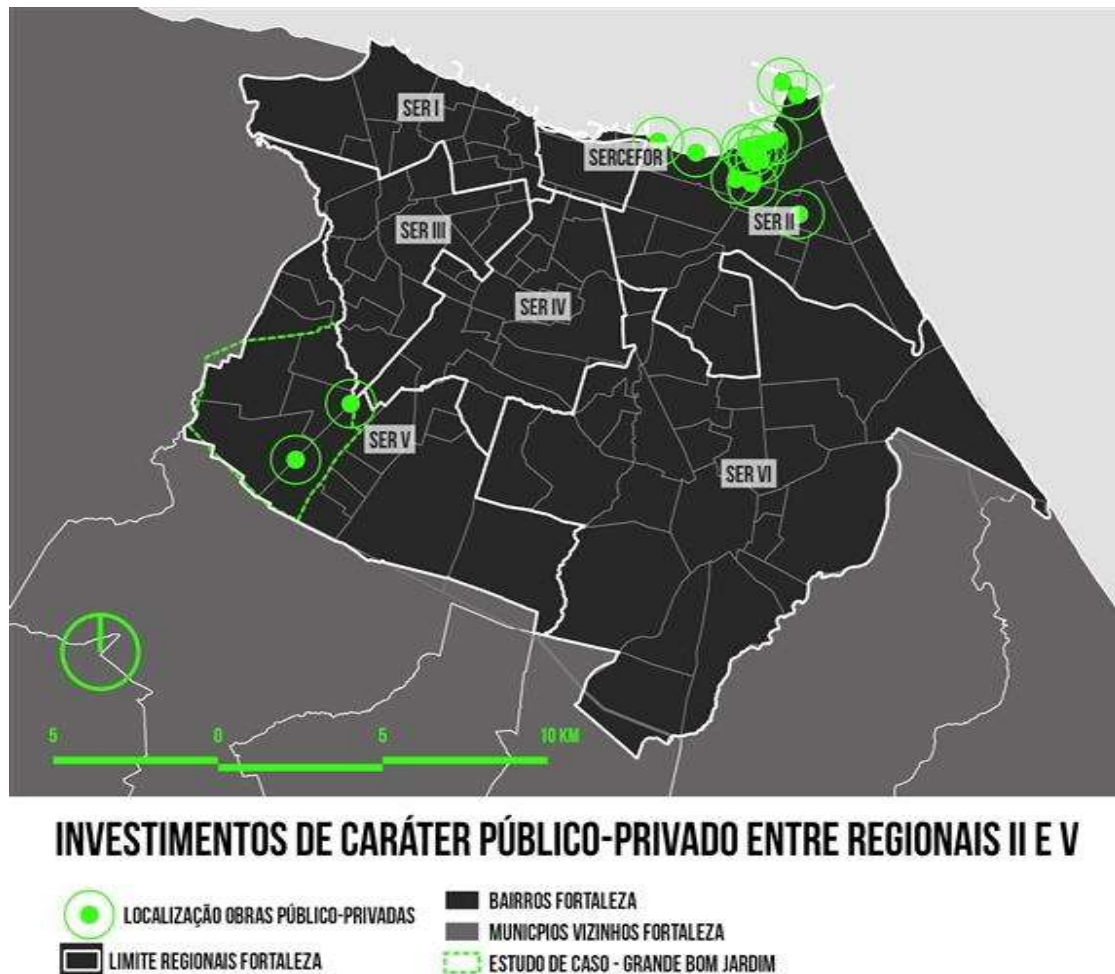 SER I
SERCEFOR
SER II
SER III
SER IV
SER V
SER VI
5 0 5 10 KM
INVESTIMENTOS DE CARÁTER PÚBLICO-PRIVADO ENTRE REGIONAIS II E V
LOCALIZAÇÃO OBRAS PÚBLICO-PRIVADAS
LIMITE REGIONAIS FORTALEZA
BAIRROS FORTALEZA
MUNICPIOS VIZINHOS FORTALEZA
ESTUDO DE CASO - GRANDE BOM JARDIM